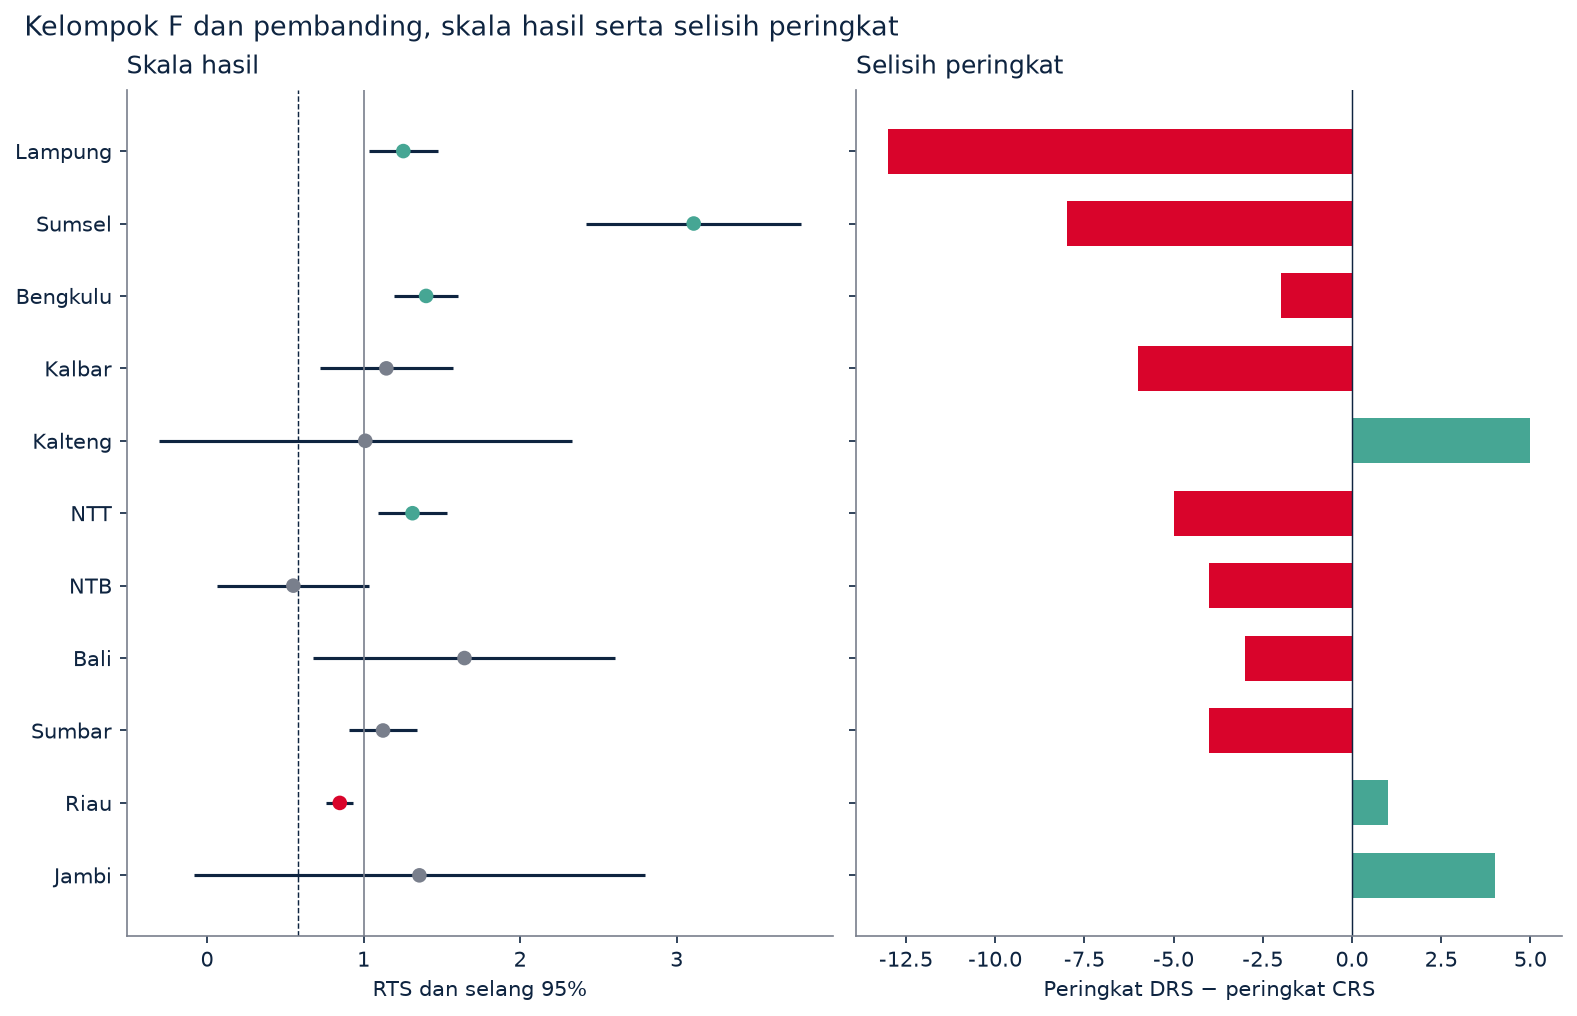 Kelompok F dan pembanding, skala hasil serta selisih peringkat
Skala hasil
Selisih peringkat
Lampung
Sumsel
Bengkulu
Kalbar
Kalteng
NTT
NTB
Bali
Sumbar
Riau
Jambi
0 1 2 3
-12.5 -10.0 -7.5 -5.0 -2.5 0.0 2.5 5.0
RTS dan selang 95%
Peringkat DRS − peringkat CRS